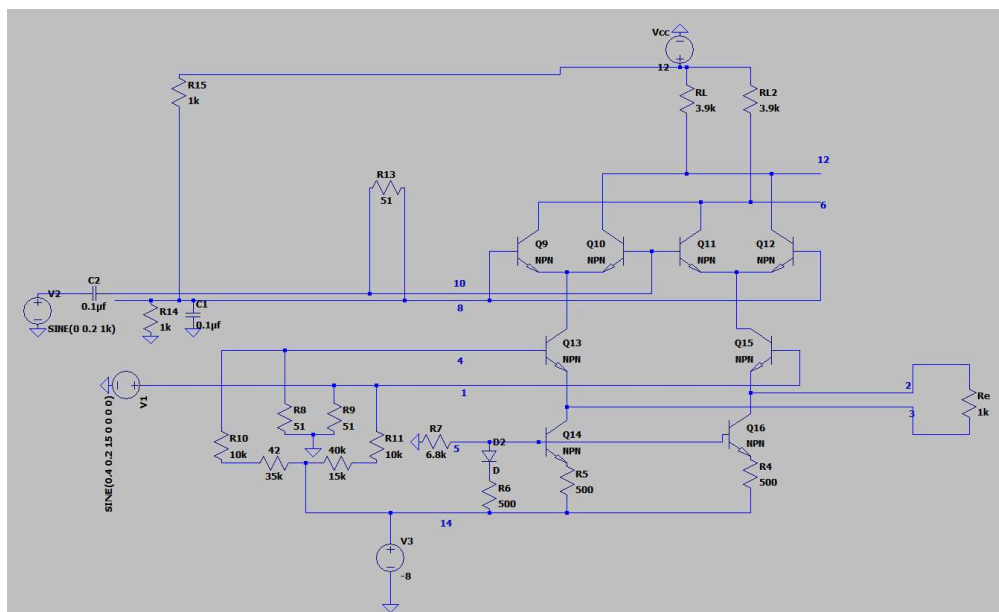 Vcc
12
R15
1k
RL
3.9k
RL2
3.9k
12
R13
51
6
Q9
NPN
Q10
NPN
Q11
NPN
Q12
NPN
C2
0.1µf
V2
SINE(0 0.2 1k)
10
8
R14
1k
C1
0.1µf
Q13
NPN
Q15
NPN
4
1
2
3
Re
1k
V1
SINE(0.4 0.2 15 0 0 0 0)
R8
51
R9
51
R10
10k
42
35k
40k
15k
R11
10k
R7
6.8k
5
D2
D
R6
500
Q14
NPN
Q16
NPN
R5
500
R4
500
14
V3
-8